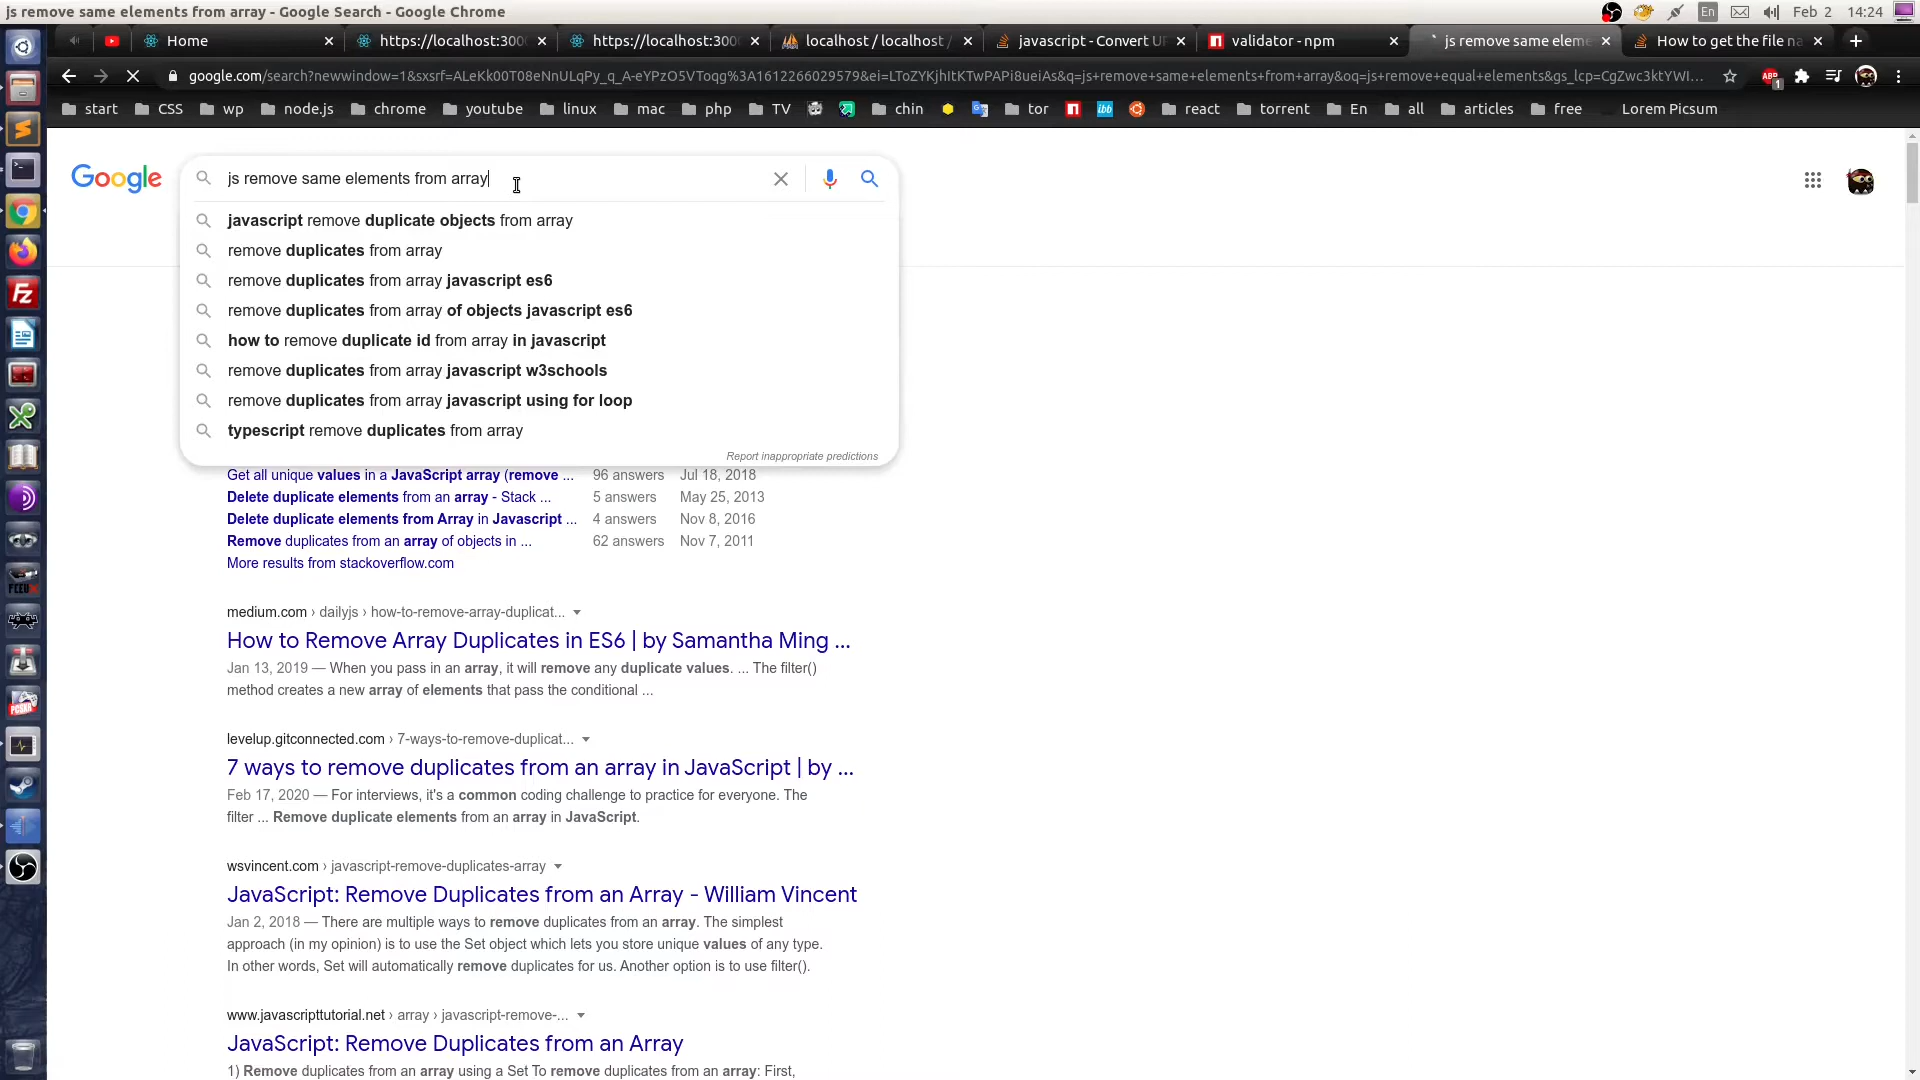 js remove same elements from array - Google Search - Google Chrome
En
Feb 2
14:24
Home
https://localhost:300
https://localhost:300
localhost / localhost /
javascript - Convert UR
validator - npm
js remove same eleme
How to get the file na
google.com/search?newwindow=1&sxsrf=ALeKk00T08eNnULqPy_q_A-eYPzO5VToqg%3A1612266029579&ei=LToZYKjhItKTwPAPi8ueiAs&q=js+remove+same+elements+from+array&oq=js+remove+equal+elements&gs_lcp=CgZwc3ktYWI...
ABP
1
start
CSS
wp
node.js
chrome
youtube
linux
mac
php
TV
chin
ibb
tor
react
torrent
En
all
articles
free
Lorem Picsum
Google
js remove same elements from array
javascript remove duplicate objects from array
remove duplicates from array
remove duplicates from array javascript es6
remove duplicates from array of objects javascript es6
how to remove duplicate id from array in javascript
remove duplicates from array javascript w3schools
remove duplicates from array javascript using for loop
typescript remove duplicates from array
Report inappropriate predictions
Get all unique values in a JavaScript array (remove ... 96 answers Jul 18, 2018
Delete duplicate elements from an array - Stack ... 5 answers May 25, 2013
Delete duplicate elements from Array in Javascript ... 4 answers Nov 8, 2016
Remove duplicates from an array of objects in ... 62 answers Nov 7, 2011
More results from stackoverflow.com
medium.com › dailyjs › how-to-remove-array-duplicat...
How to Remove Array Duplicates in ES6 | by Samantha Ming ...
Jan 13, 2019 — When you pass in an array, it will remove any duplicate values. ... The filter()
method creates a new array of elements that pass the conditional ...
levelup.gitconnected.com › 7-ways-to-remove-duplicat...
7 ways to remove duplicates from an array in JavaScript | by ...
Feb 17, 2020 — For interviews, it's a common coding challenge to practice for everyone. The
filter ... Remove duplicate elements from an array in JavaScript.
wsvincent.com › javascript-remove-duplicates-array
JavaScript: Remove Duplicates from an Array - William Vincent
Jan 2, 2018 — There are multiple ways to remove duplicates from an array. The simplest
approach (in my opinion) is to use the Set object which lets you store unique values of any type.
In other words, Set will automatically remove duplicates for us. Another option is to use filter().
www.javascripttutorial.net › array › javascript-remove-...
JavaScript: Remove Duplicates from an Array
1) Remove duplicates from an array using a Set To remove duplicates from an array: First,